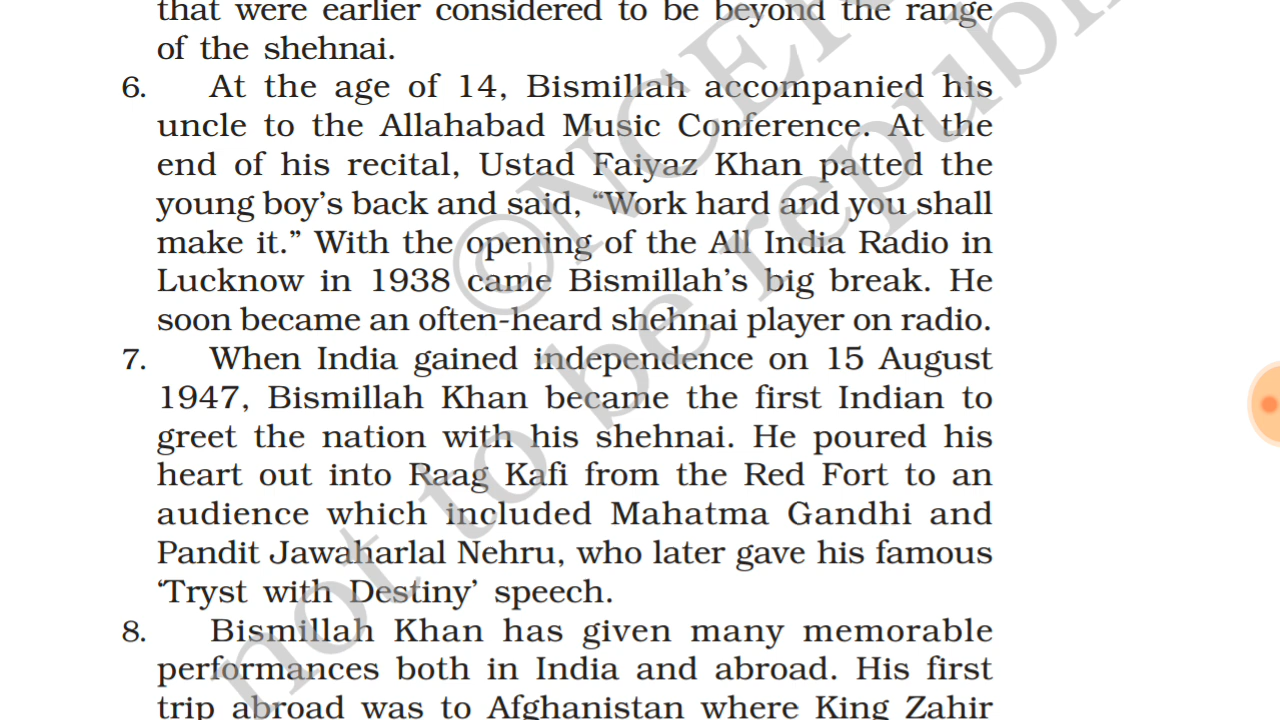 that were earlier considered to be beyond the range
of the shehnai.
6. At the age of 14, Bismillah accompanied his
uncle to the Allahabad Music Conference. At the
end of his recital, Ustad Faiyaz Khan patted the
young boy's back and said, “Work hard and you shall
make it.” With the opening of the All India Radio in
Lucknow in 1938 came Bismillah's big break. He
soon became an often-heard shehnai player on radio.
7. When India gained independence on 15 August
1947, Bismillah Khan became the first Indian to
greet the nation with his shehnai. He poured his
heart out into Raag Kafi from the Red Fort to an
audience which included Mahatma Gandhi and
Pandit Jawaharlal Nehru, who later gave his famous
‘Tryst with Destiny’ speech.
8. Bismillah Khan has given many memorable
performances both in India and abroad. His first
trip abroad was to Afghanistan where King Zahir
©NCER
not to be republi